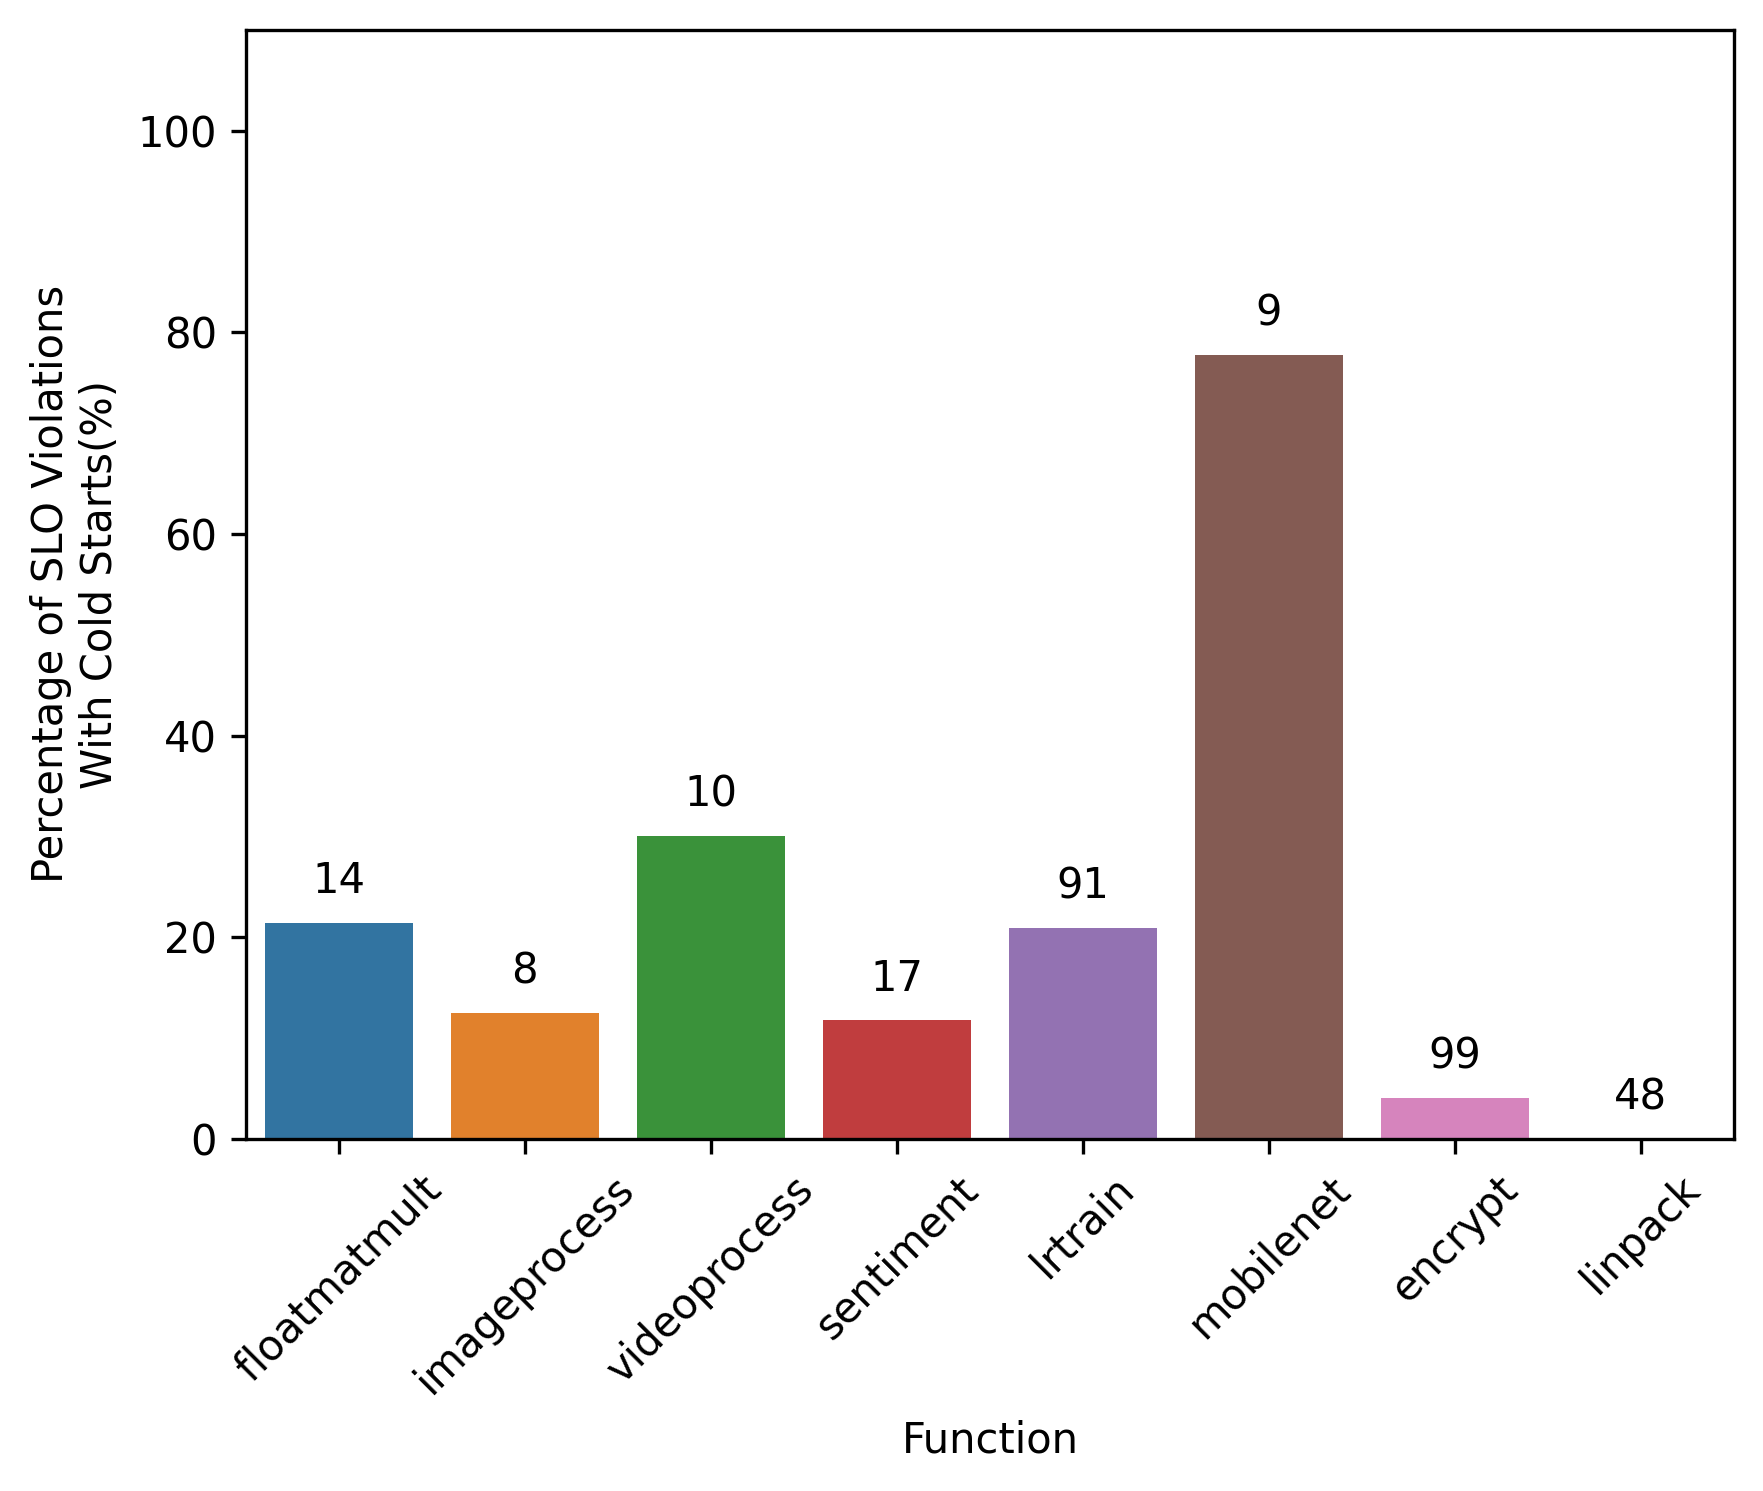 Percentage of SLO Violations
With Cold Starts(%)
100
80
60
40
20
0
14
8
10
17
91
9
99
48
floatmatmult
imageprocess
videoprocess
sentiment
lrtrain
mobilenet
encrypt
linpack
Function